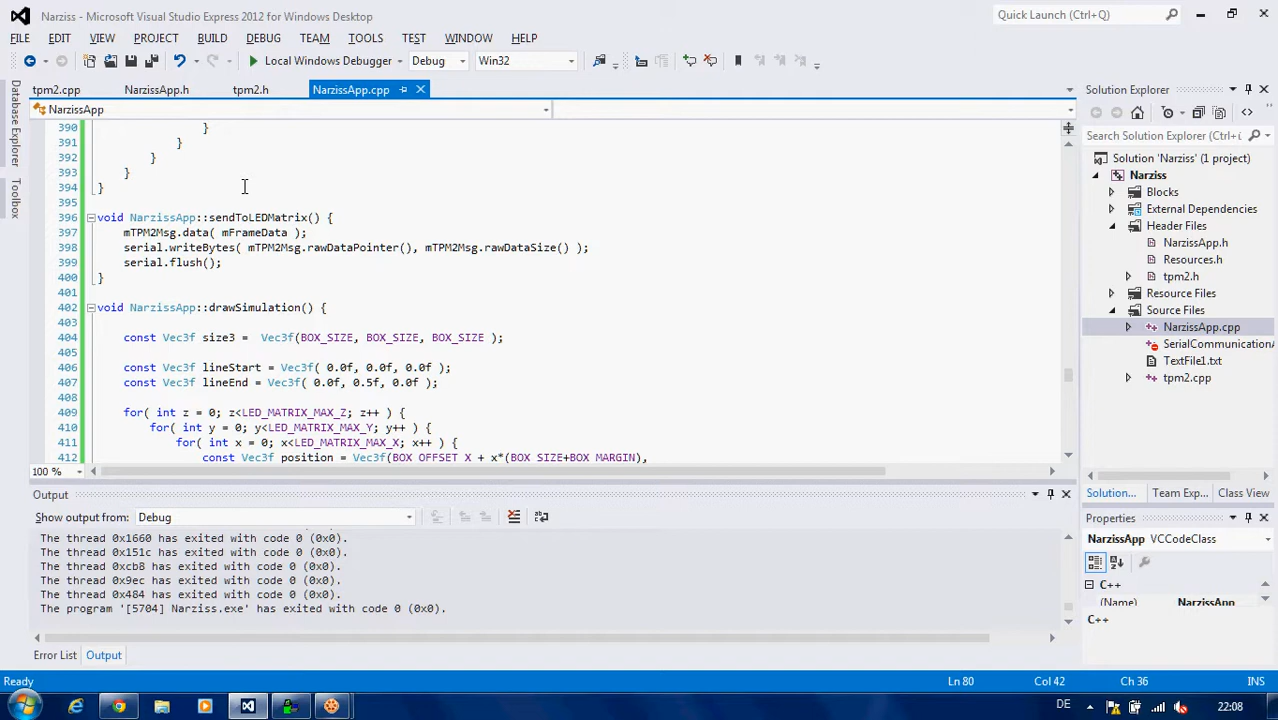 Narziss - Microsoft Visual Studio Express 2012 for Windows Desktop
Quick Launch (Ctrl+Q)
FILE EDIT VIEW PROJECT BUILD DEBUG TEAM TOOLS TEST WINDOW HELP
Local Windows Debugger Debug Win32
Database Explorer
Toolbox
tpm2.cpp NarzissApp.h tpm2.h NarzissApp.cpp
NarzissApp
390 }
391 }
392 }
393 }
394 }
395
396 void NarzissApp::sendToLEDMatrix() {
397 mTPM2Msg.data( mFrameData );
398 serial.writeBytes( mTPM2Msg.rawDataPointer(), mTPM2Msg.rawDataSize() );
399 serial.flush();
400 }
401
402 void NarzissApp::drawSimulation() {
403
404 const Vec3f size3 =  Vec3f(BOX_SIZE, BOX_SIZE, BOX_SIZE );
405
406 const Vec3f lineStart = Vec3f( 0.0f, 0.0f, 0.0f );
407 const Vec3f lineEnd = Vec3f( 0.0f, 0.5f, 0.0f );
408
409 for( int z = 0; z<LED_MATRIX_MAX_Z; z++ ) {
410 for( int y = 0; y<LED_MATRIX_MAX_Y; y++ ) {
411 for( int x = 0; x<LED_MATRIX_MAX_X; x++ ) {
412 const Vec3f position = Vec3f(BOX_OFFSET_X + x*(BOX_SIZE+BOX_MARGIN),
100 %
Output
Show output from: Debug
The thread 0x1660 has exited with code 0 (0x0).
The thread 0x151c has exited with code 0 (0x0).
The thread 0xcb8 has exited with code 0 (0x0).
The thread 0x9ec has exited with code 0 (0x0).
The thread 0x484 has exited with code 0 (0x0).
The program '[5704] Narziss.exe' has exited with code 0 (0x0).
Error List Output
Solution Explorer
Search Solution Explorer (Ctrl+
Solution 'Narziss' (1 project)
Narziss
Blocks
External Dependencies
Header Files
NarzissApp.h
Resources.h
tpm2.h
Resource Files
Source Files
NarzissApp.cpp
SerialCommunication
TextFile1.txt
tpm2.cpp
Solution... Team Exp... Class View
Properties
NarzissApp VCCodeClass
C++
(Name) NarzissApp
C++
Ready Ln 80 Col 42 Ch 36 INS
DE 22:08